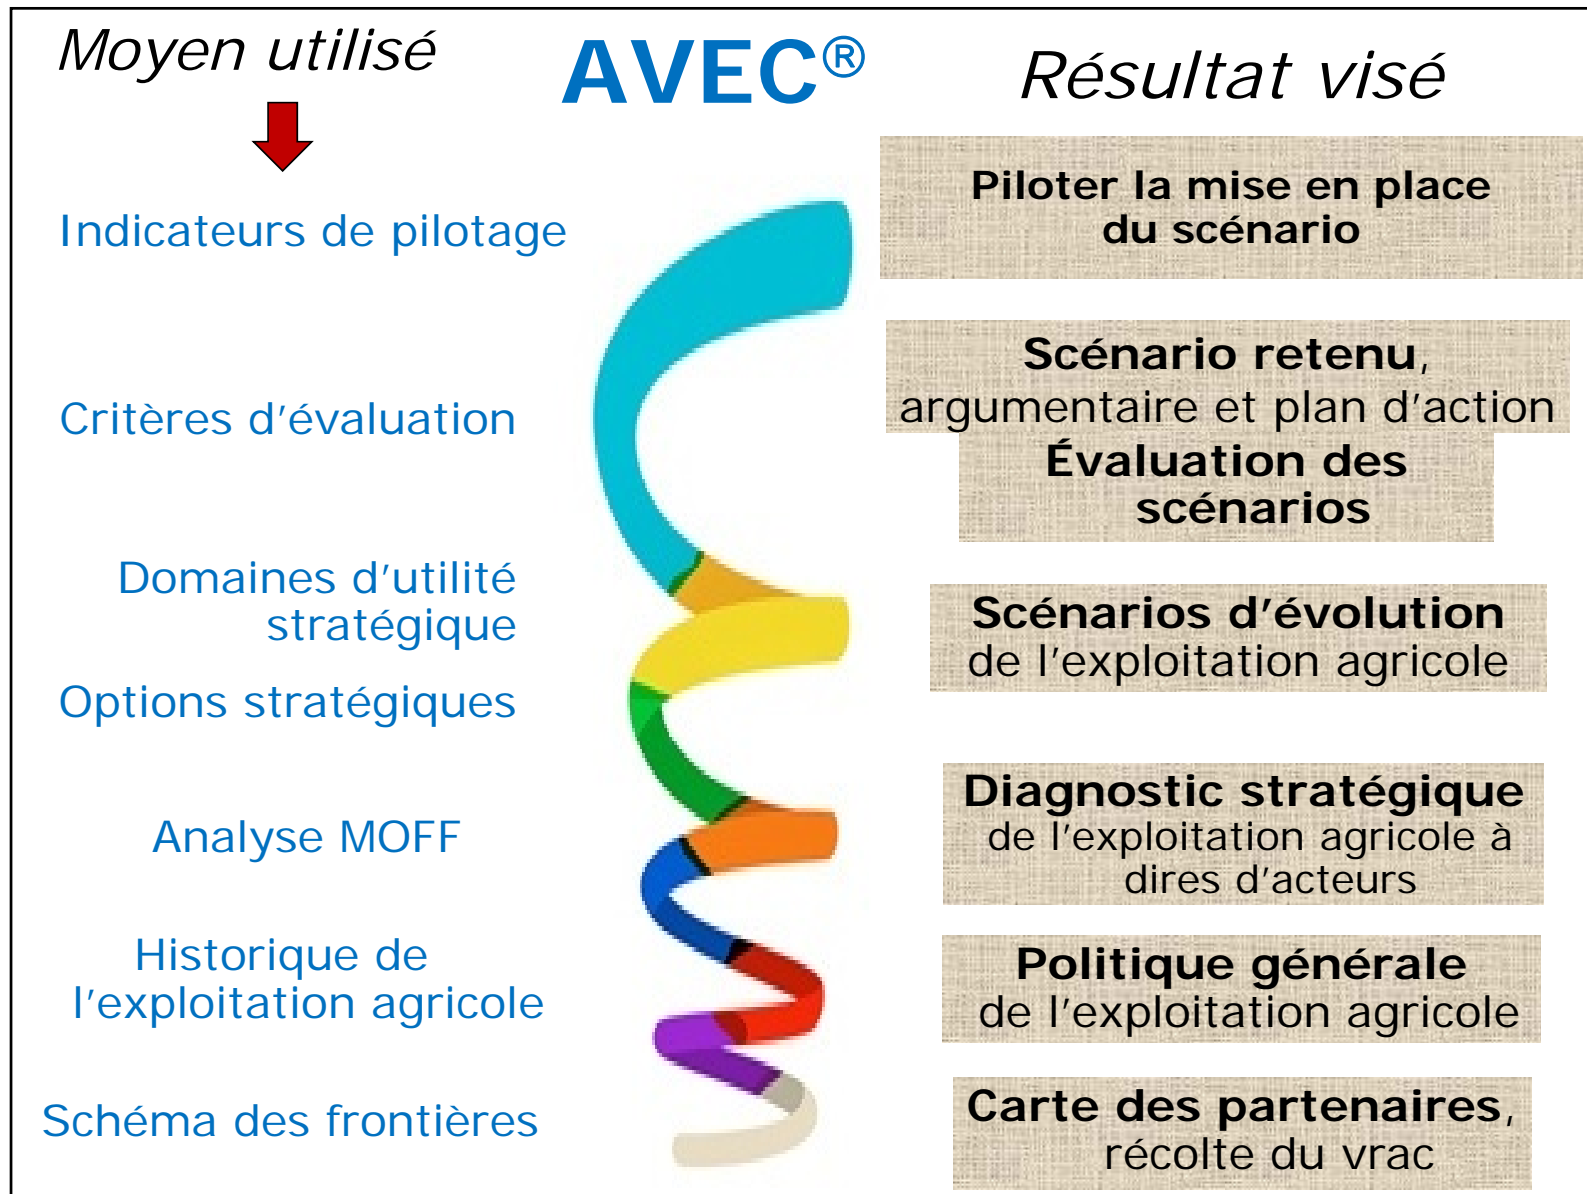 Moyen utilisé
AVEC®
Résultat visé
Indicateurs de pilotage
Piloter la mise en place
du scénario
Critères d'évaluation
Scénario retenu,
argumentaire et plan d'action
Évaluation des
scénarios
Domaines d'utilité
stratégique
Options stratégiques
Scénarios d'évolution
de l'exploitation agricole
Analyse MOFF
Diagnostic stratégique
de l'exploitation agricole à
dires d'acteurs
Historique de
l'exploitation agricole
Politique générale
de l'exploitation agricole
Schéma des frontières
Carte des partenaires,
récolte du vrac